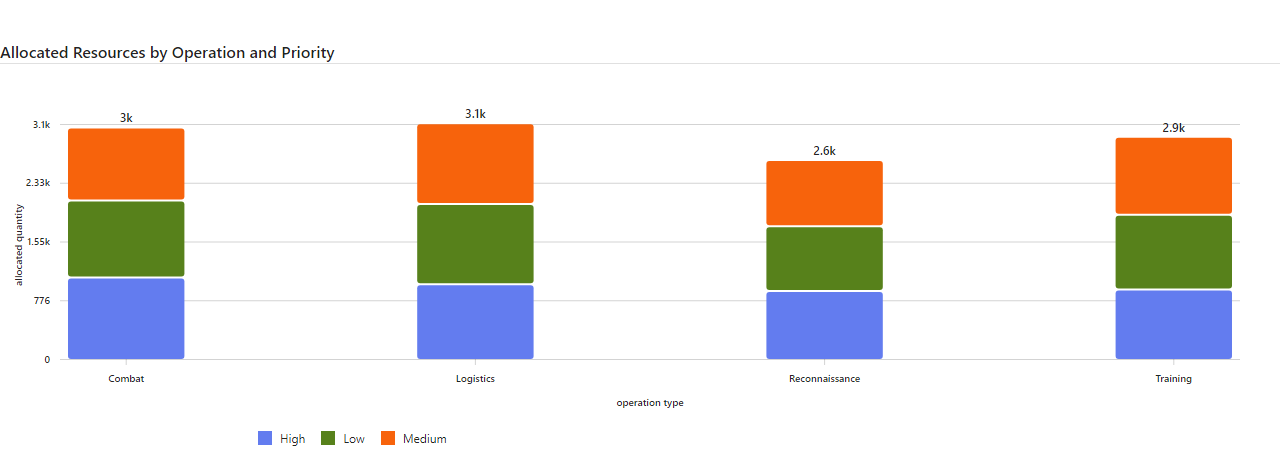 Allocated Resources by Operation and Priority
3k
3.1k
2.6k
2.9k
3.1k
2.33k
1.55k
776
0
allocated quantity
Combat
Logistics
Reconnaissance
Training
operation type
High
Low
Medium